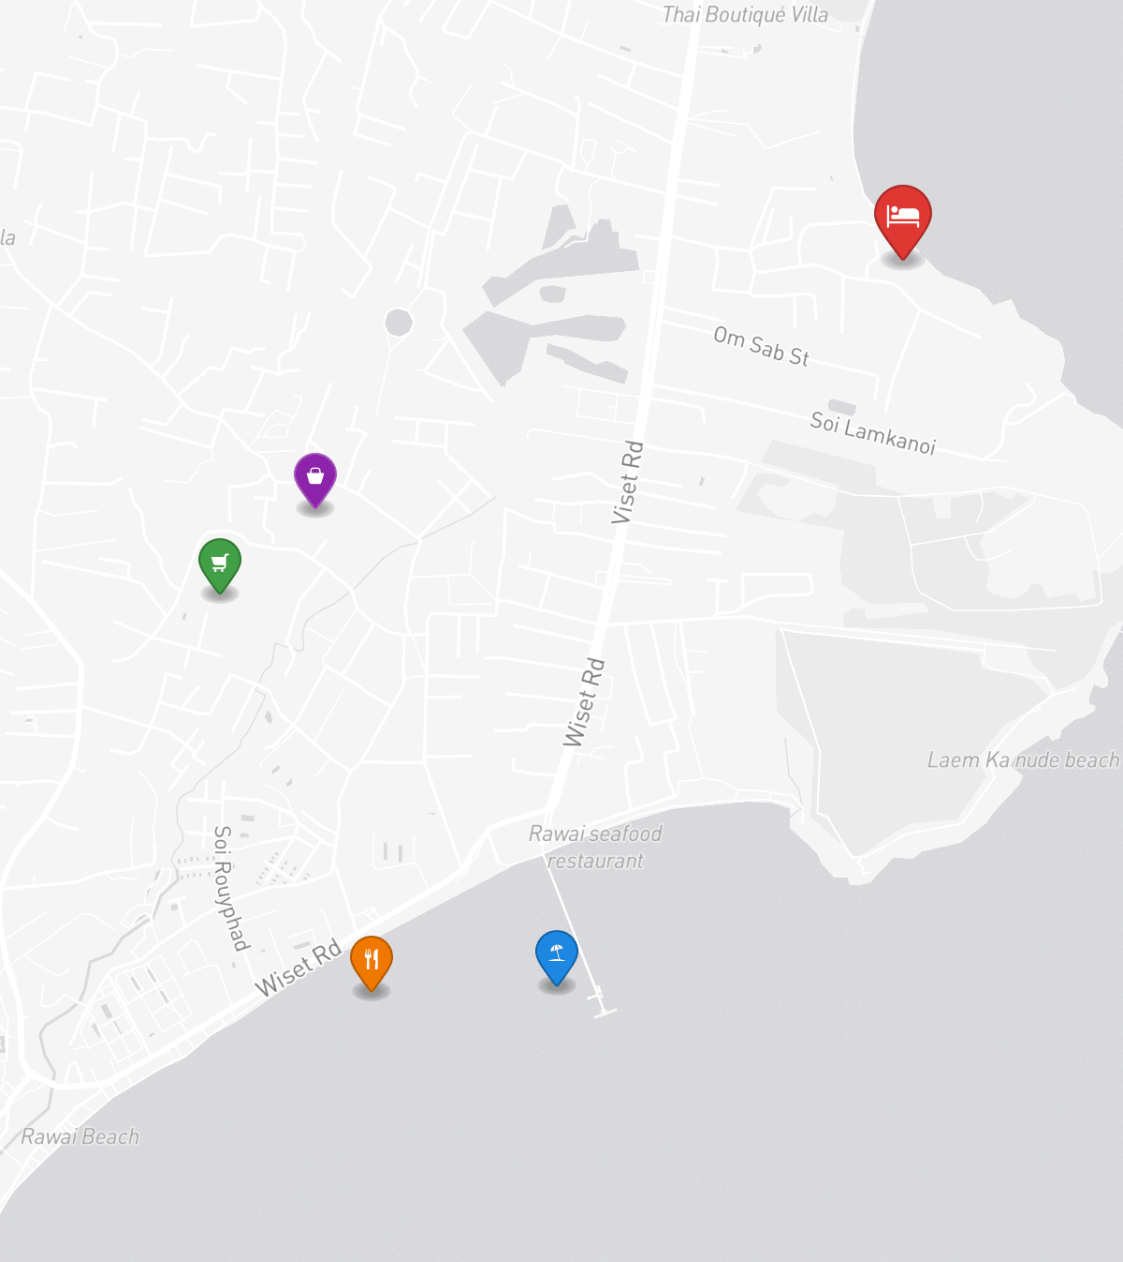 Thai Boutique Villa
la
Om Sab St
Soi Lamkanoi
Viset Rd
Wiset Rd
Laem Ka nude beach
Rawai seafood
restaurant
Soi Rouyphad
Wiset Rd
Rawai Beach